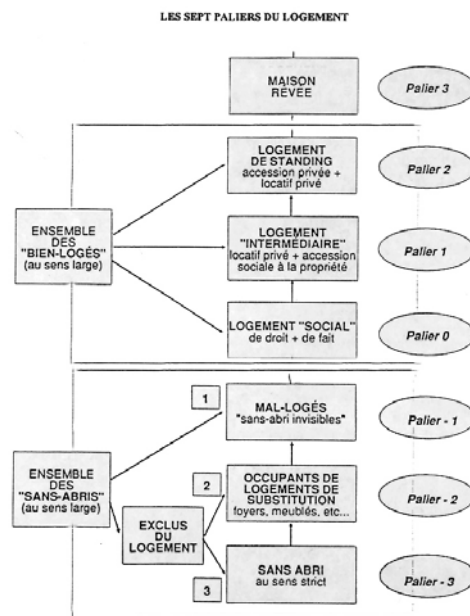 LES SEPT PALIERS DU LOGEMENT
MAISON
RÊVÉE
Palier 3
LOGEMENT
DE STANDING
accession privée +
locatif privé
Palier 2
ENSEMBLE
DES
"BIEN-LOGÉS"
(au sens large)
LOGEMENT
"INTERMÉDIAIRE"
locatif privé + accession
sociale à la propriété
Palier 1
LOGEMENT "SOCIAL"
de droit + de fait
Palier 0
1
MAL-LOGÉS
"sans-abri invisibles"
Palier - 1
ENSEMBLE
DES
"SANS-ABRIS"
(au sens large)
2
OCCUPANTS DE
LOGEMENTS DE
SUBSTITUTION
foyers, meublés, etc...
Palier - 2
EXCLUS
DU
LOGEMENT
3
SANS ABRI
au sens strict
Palier - 3